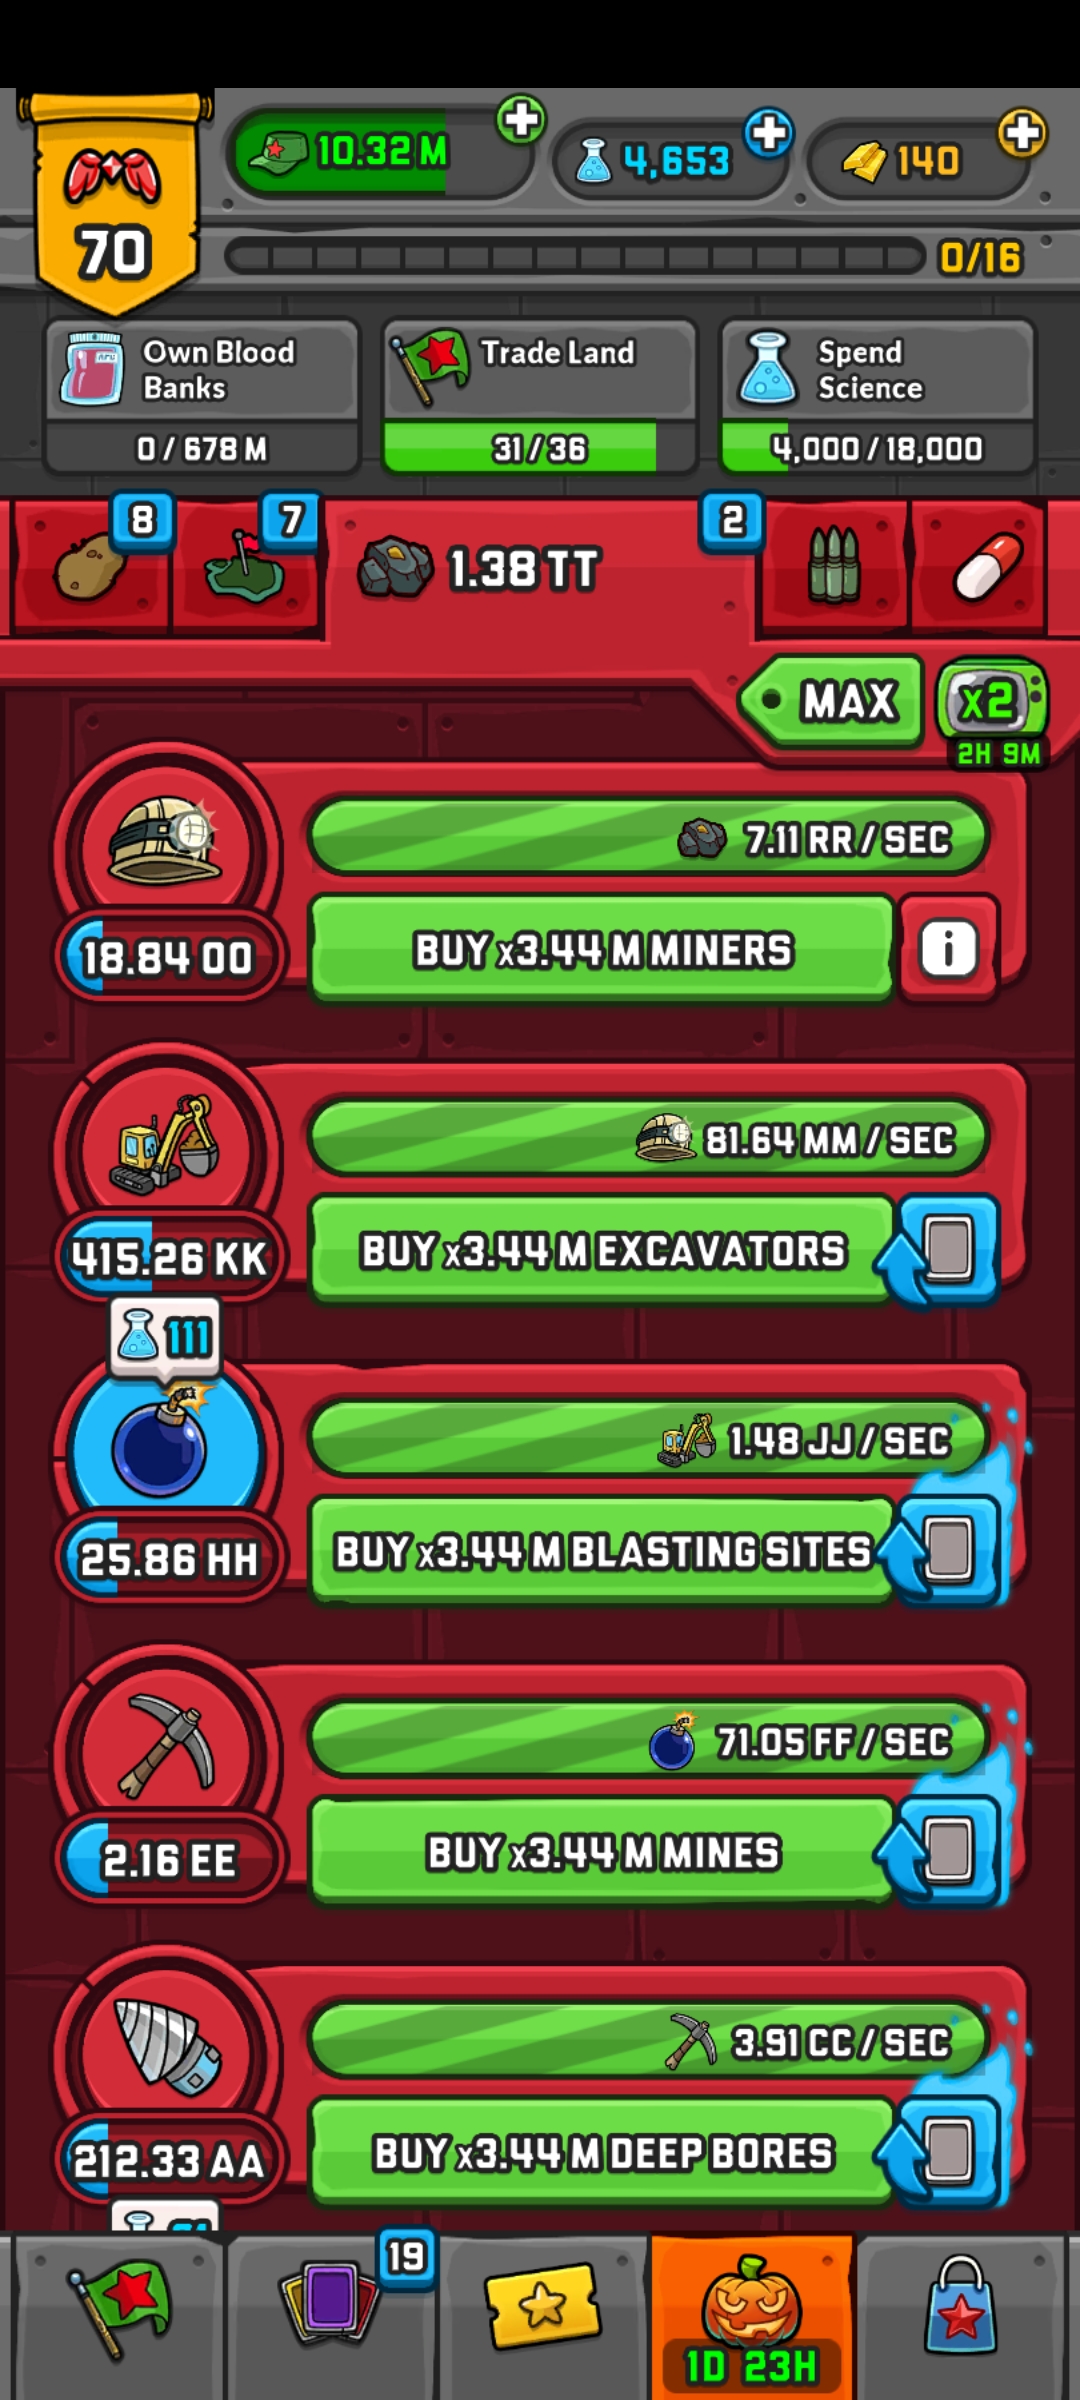 10.32 M
4,653
140
70
0/16
Own Blood
Banks
0 / 678 M
Trade Land
31 / 36
Spend
Science
4,000 / 18,000
8
7
1.38 TT
2
MAX
x2
2H 9M
7.11 RR / SEC
18.84 OO
BUY x3.44 M MINERS
i
81.64 MM / SEC
415.26 KK
BUY x3.44 M EXCAVATORS
111
1.48 JJ / SEC
25.86 HH
BUY x3.44 M BLASTING SITES
71.05 FF / SEC
2.16 EE
BUY x3.44 M MINES
3.91 CC / SEC
212.33 AA
BUY x3.44 M DEEP BORES
19
1D 23H